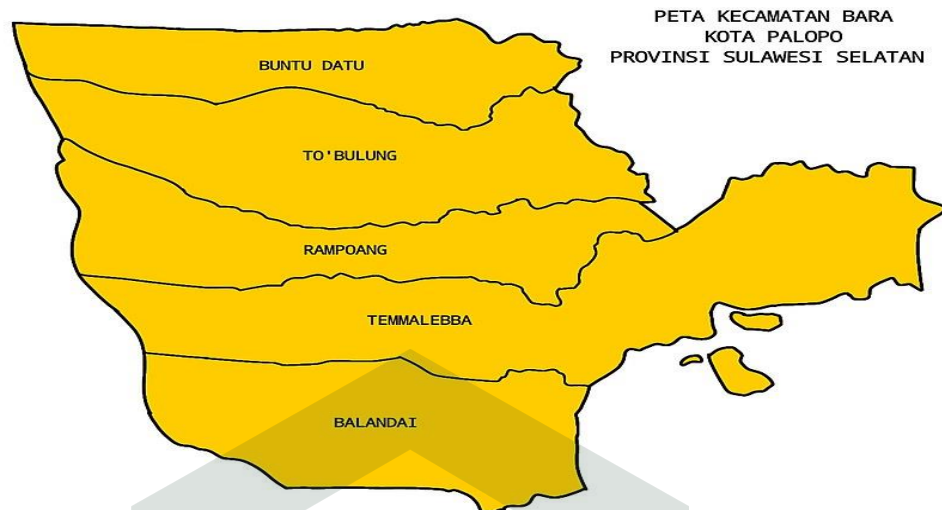 PETA KECAMATAN BARA
KOTA PALOPO
PROVINSI SULAWESI SELATAN
BUNTU DATU
TO'BULUNG
RAMPOANG
TEMMALEBBA
BALANDAI